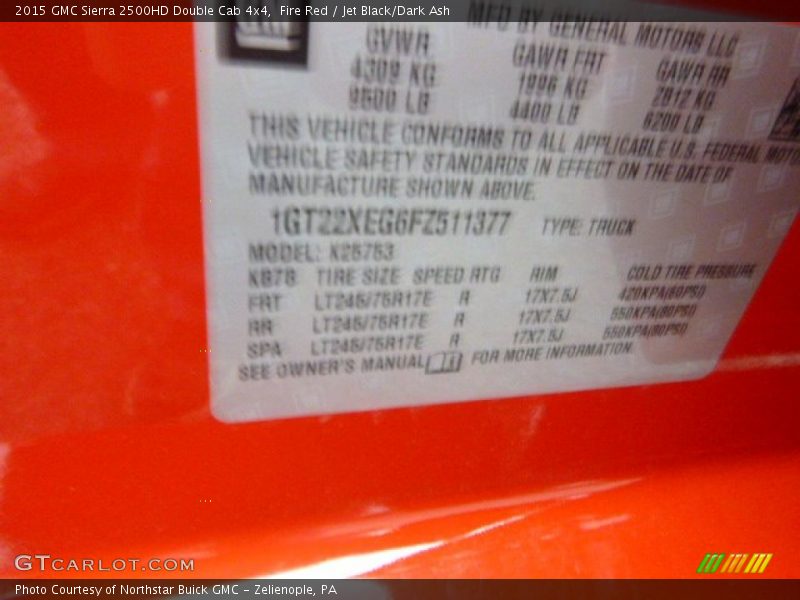 2015 GMC Sierra 2500HD Double Cab 4x4,  Fire Red / Jet Black/Dark Ash
MFD BY GENERAL MOTORS LLC
GVWR GAWR FRT GAWR RR
4309 KG 1996 KG 2812 KG
9500 LB 4400 LB 6200 LB
THIS VEHICLE CONFORMS TO ALL APPLICABLE U.S. FEDERAL MOTOR
VEHICLE SAFETY STANDARDS IN EFFECT ON THE DATE OF
MANUFACTURE SHOWN ABOVE.
1GT22XEG6FZ511377 TYPE: TRUCK
MODEL: K25753
TIRE SIZE SPEED RTG RIM COLD TIRE PRESSURE
FRT LT245/75R17E R 17X7.5J 420KPA(60PSI)
RR LT245/75R17E R 17X7.5J 550KPA(80PSI)
SPA LT245/75R17E R 17X7.5J 550KPA(80PSI)
SEE OWNER'S MANUAL FOR MORE INFORMATION.
GTCARLOT.COM
Photo Courtesy of Northstar Buick GMC – Zelienople, PA